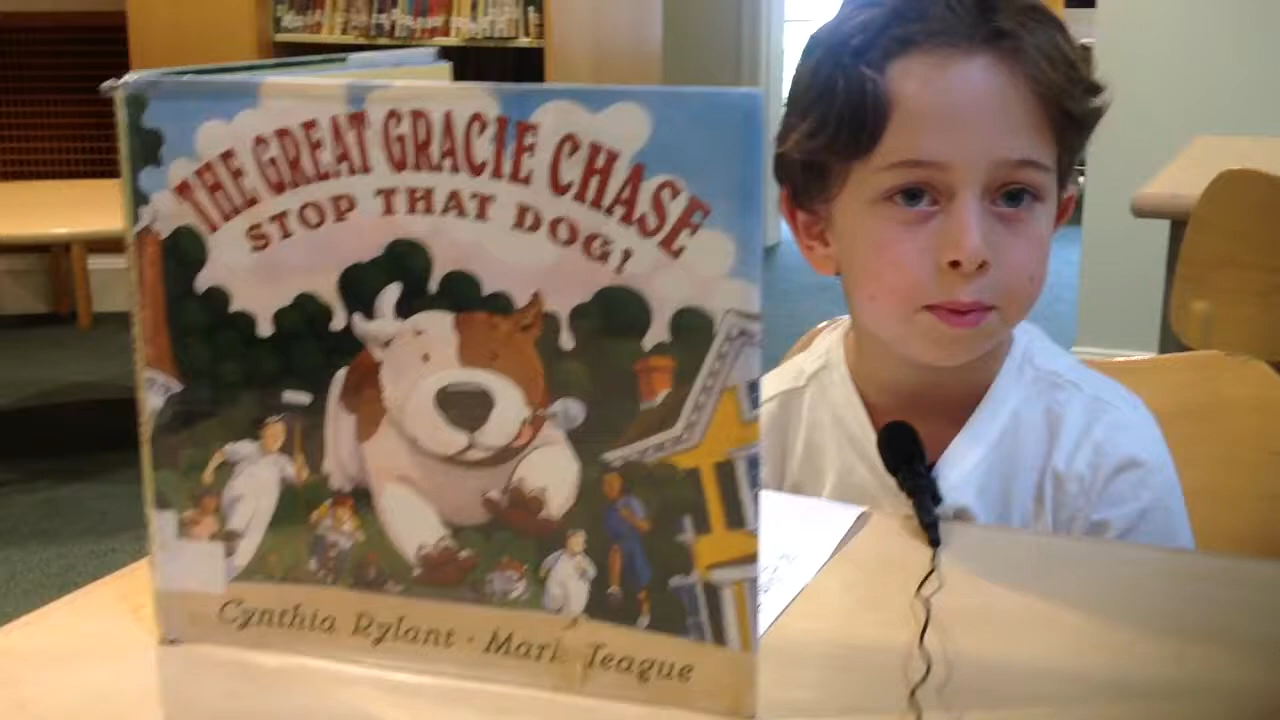 THE GREAT GRACIE CHASE
STOP THAT DOG!
Cynthia Rylant · Mark Teague